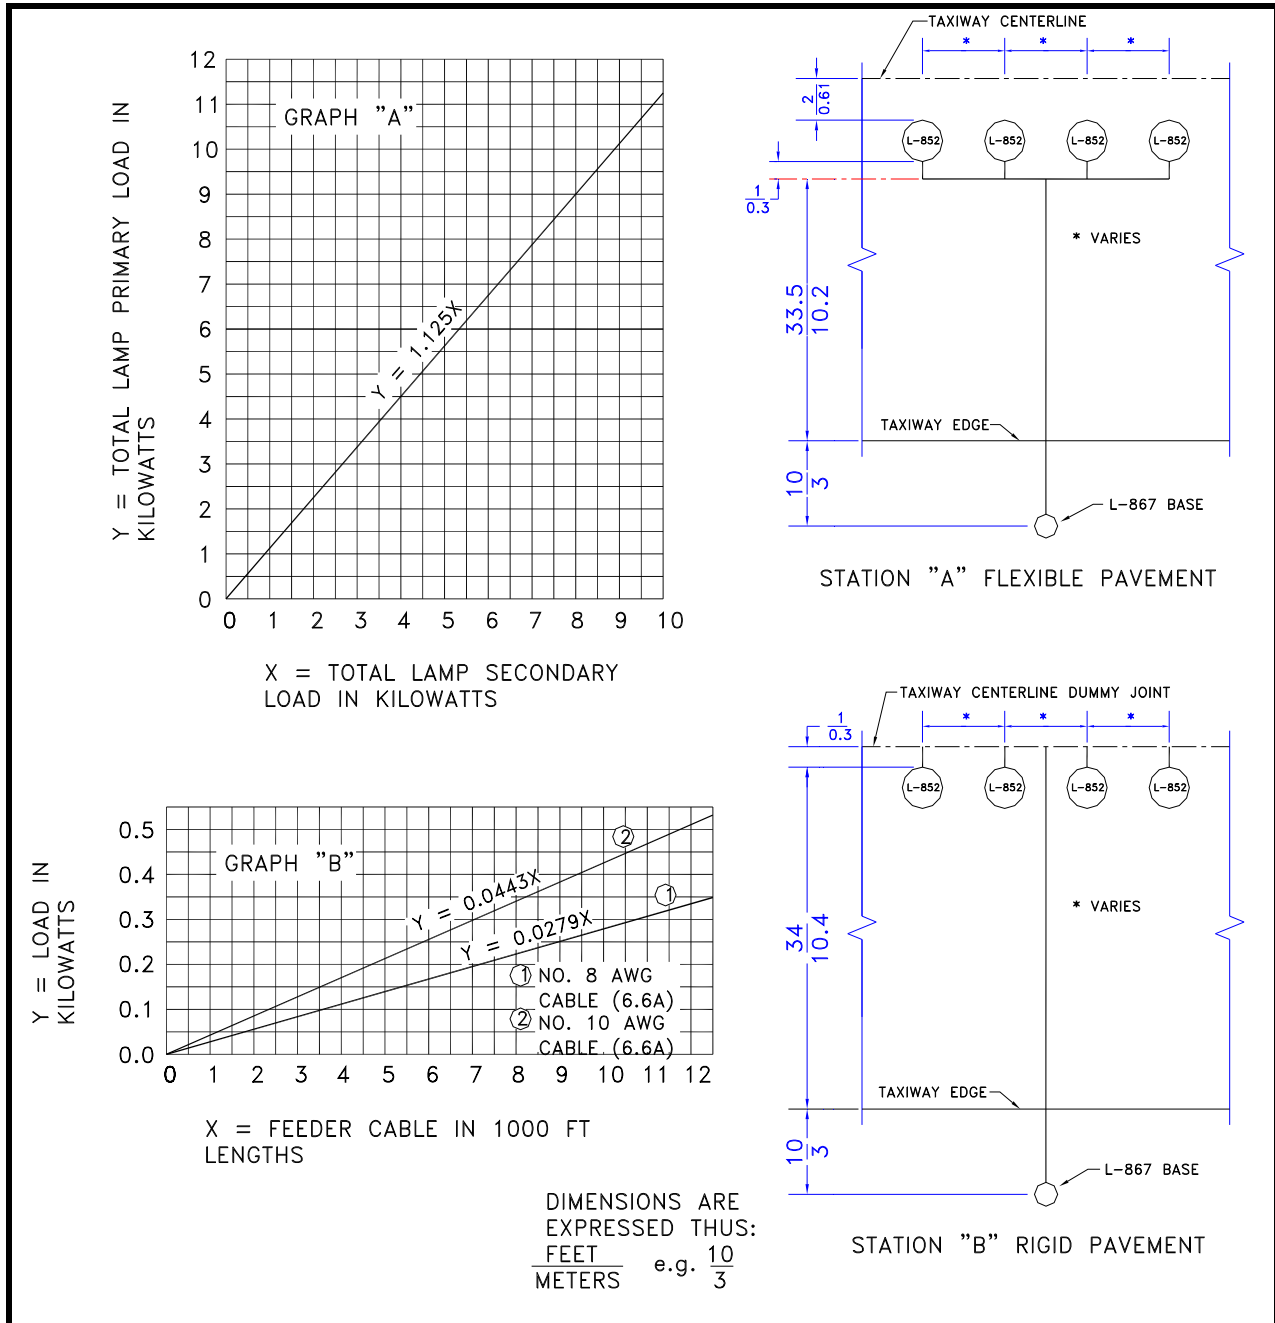 12
11
10
9
8
7
6
5
4
3
2
1
0
0 1 2 3 4 5 6 7 8 9 10
GRAPH "A"
Y = 1.125X
Y = TOTAL LAMP PRIMARY LOAD IN
KILOWATTS
X = TOTAL LAMP SECONDARY
LOAD IN KILOWATTS
TAXIWAY CENTERLINE
* * *
2
0.61
L-852 L-852 L-852 L-852
1
0.3
* VARIES
33.5
10.2
TAXIWAY EDGE
10
3
L-867 BASE
STATION "A" FLEXIBLE PAVEMENT
0.5
0.4
0.3
0.2
0.1
0.0
0 1 2 3 4 5 6 7 8 9 10 11 12
GRAPH "B"
2
1
Y = 0.0443X
Y = 0.0279X
1 NO. 8 AWG
CABLE (6.6A)
2 NO. 10 AWG
CABLE (6.6A)
Y = LOAD IN
KILOWATTS
X = FEEDER CABLE IN 1000 FT
LENGTHS
TAXIWAY CENTERLINE DUMMY JOINT
1
0.3
* * *
L-852 L-852 L-852 L-852
* VARIES
34
10.4
TAXIWAY EDGE
10
3
L-867 BASE
STATION "B" RIGID PAVEMENT
DIMENSIONS ARE
EXPRESSED THUS:
FEET
METERS
e.g. 10
3